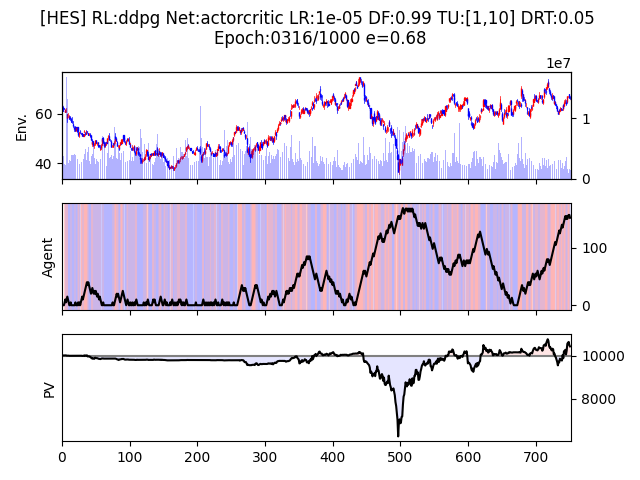 [HES] RL:ddpg Net:actorcritic LR:1e-05 DF:0.99 TU:[1,10] DRT:0.05
Epoch:0316/1000 e=0.68
1e7
Env.
60
40
1
0
Agent
100
0
PV
10000
8000
0 100 200 300 400 500 600 700